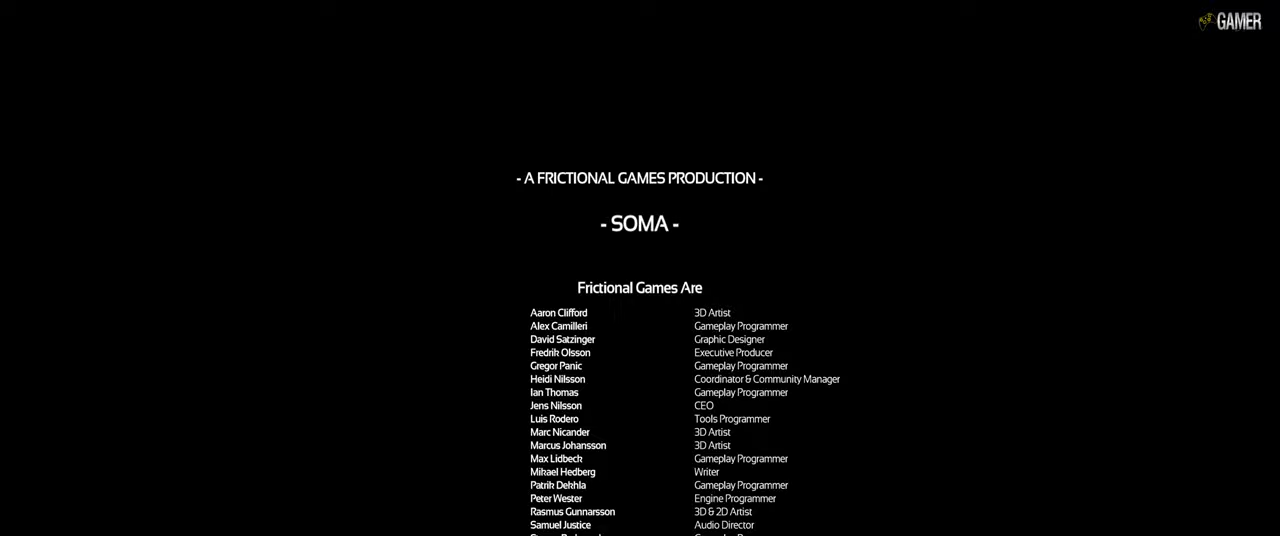 GAMER
- A FRICTIONAL GAMES PRODUCTION -
- SOMA -
Frictional Games Are
Aaron Clifford 3D Artist
Alex Camilleri Gameplay Programmer
David Satzinger Graphic Designer
Fredrik Olsson Executive Producer
Gregor Panic Gameplay Programmer
Heidi Nilsson Coordinator & Community Manager
Ian Thomas Gameplay Programmer
Jens Nilsson CEO
Luis Rodero Tools Programmer
Marc Nicander 3D Artist
Marcus Johansson 3D Artist
Max Lidbeck Gameplay Programmer
Mikael Hedberg Writer
Patrik Dekhla Gameplay Programmer
Peter Wester Engine Programmer
Rasmus Gunnarsson 3D & 2D Artist
Samuel Justice Audio Director